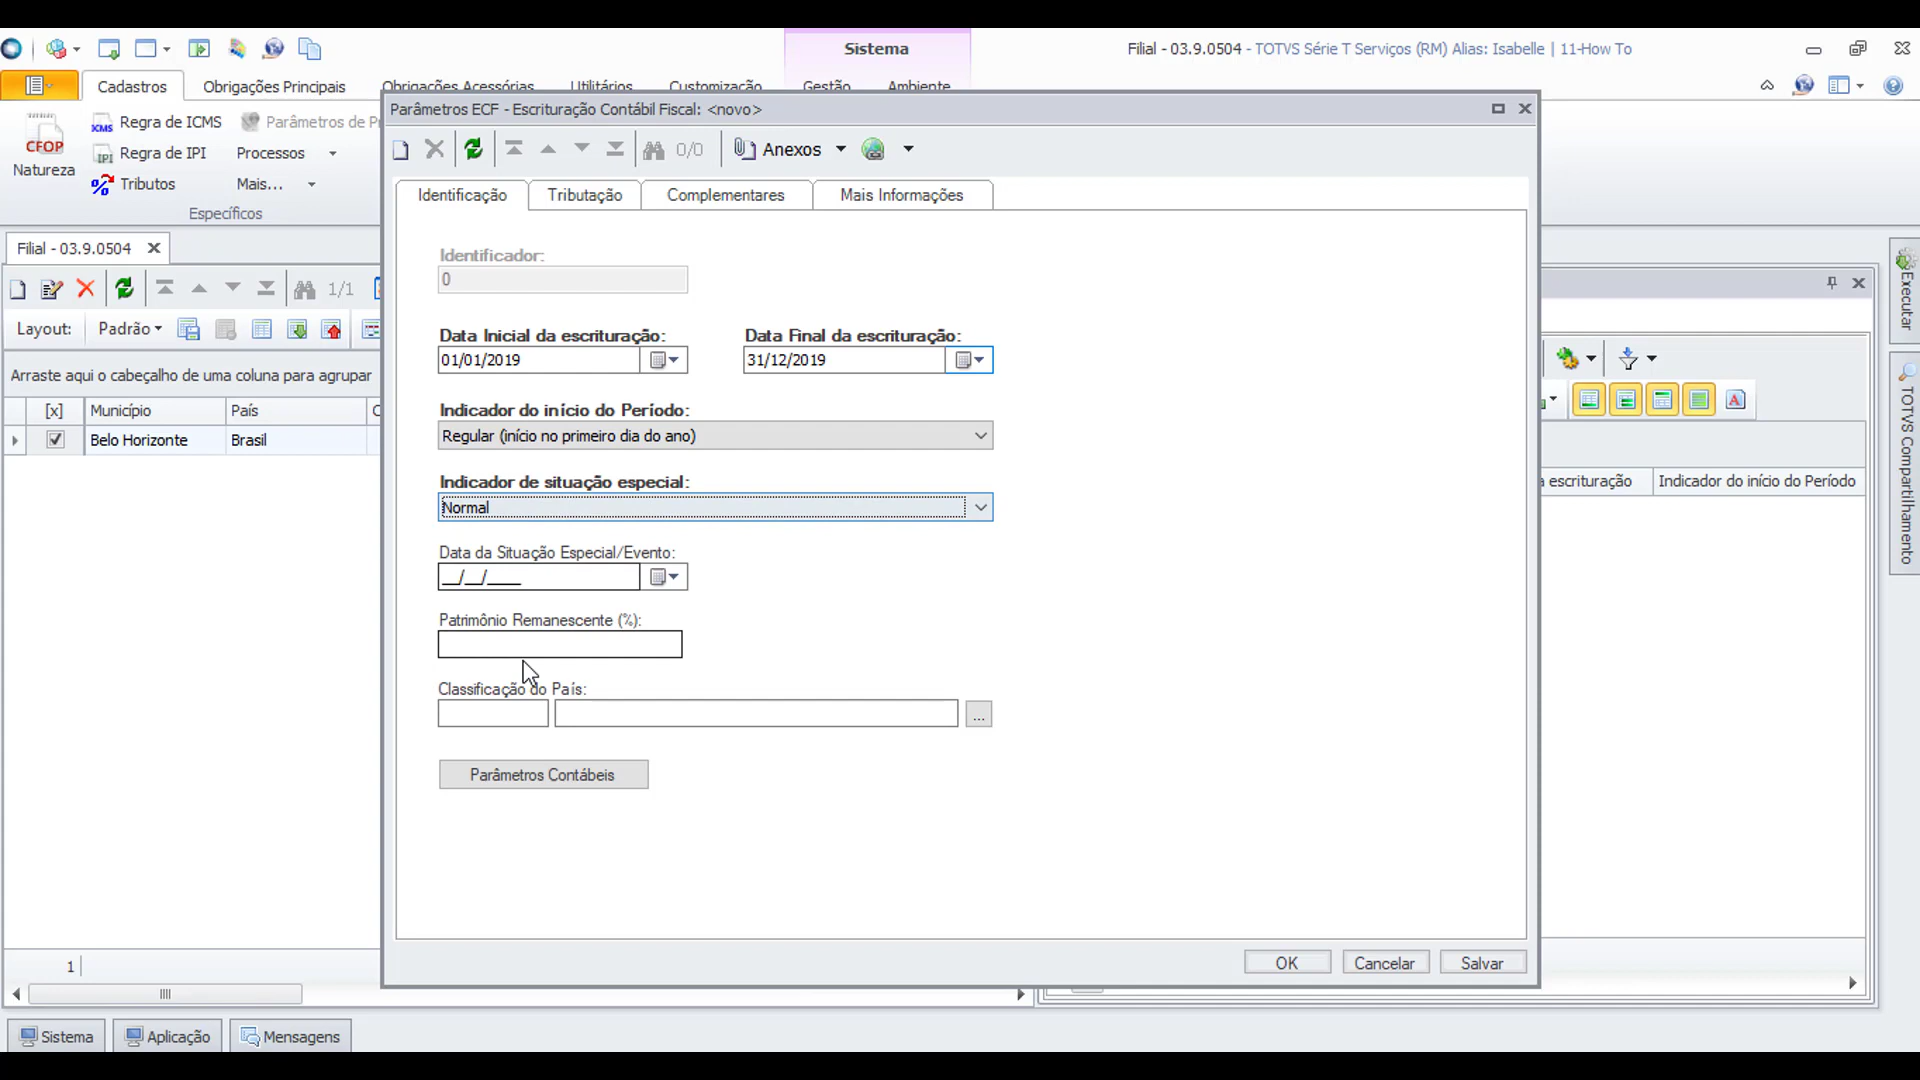 Sistema
Filial - 03.9.0504 - TOTVS Série T Serviços (RM) Alias: Isabelle | 11-How To
Cadastros
Obrigações Principais
Obrigações Acessórias
Utilitários
Customização
Gestão
Ambiente
CFOP
Natureza
ICMS Regra de ICMS
Parâmetros de Pr
IPI Regra de IPI
Processos
Tributos
Mais...
Específicos
Filial - 03.9.0504
1/1
Layout: Padrão
Arraste aqui o cabeçalho de uma coluna para agrupar
[x] Município País C
Belo Horizonte Brasil
1
Parâmetros ECF - Escrituração Contábil Fiscal: <novo>
0/0
Anexos
Identificação
Tributação
Complementares
Mais Informações
Identificador:
0
Data Inicial da escrituração: Data Final da escrituração:
01/01/2019 31/12/2019
Indicador do início do Período:
Regular (início no primeiro dia do ano)
Indicador de situação especial:
Normal
Data da Situação Especial/Evento:
__/__/____
Patrimônio Remanescente (%):
Classificação do País:
...
Parâmetros Contábeis
OK
Cancelar
Salvar
a escrituração Indicador do início do Período
Executar
TOTVS Compartilhamento
Sistema
Aplicação
Mensagens